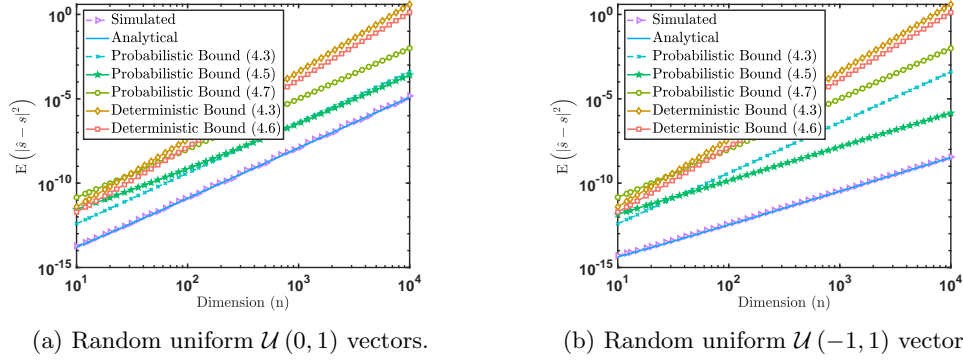 10^0
10^-5
10^-10
10^-15
E (|ŝ − s|^2)
Simulated
Analytical
Probabilistic Bound (4.3)
Probabilistic Bound (4.5)
Probabilistic Bound (4.7)
Deterministic Bound (4.3)
Deterministic Bound (4.6)
10^1
10^2
10^3
10^4
Dimension (n)
(a) Random uniform U (0, 1) vectors.
10^0
10^-5
10^-10
10^-15
E (|ŝ − s|^2)
Simulated
Analytical
Probabilistic Bound (4.3)
Probabilistic Bound (4.5)
Probabilistic Bound (4.7)
Deterministic Bound (4.3)
Deterministic Bound (4.6)
10^1
10^2
10^3
10^4
Dimension (n)
(b) Random uniform U (−1, 1) vector